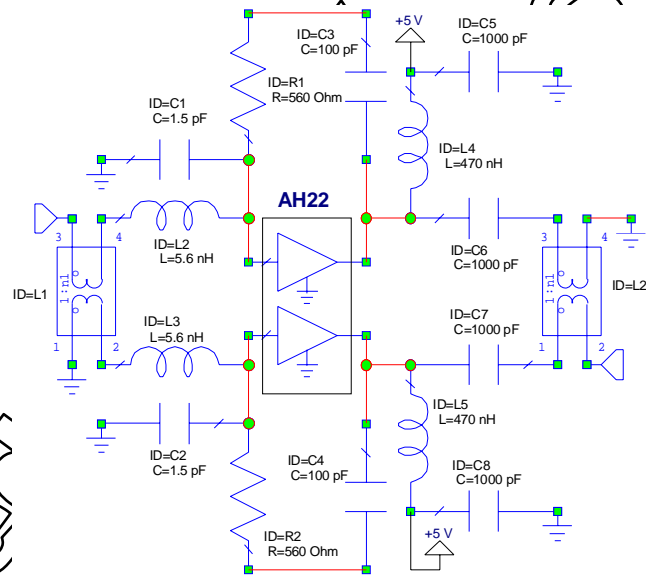 +5 V
ID=C5
C=1000 pF
ID=C3
C=100 pF
ID=R1
R=560 Ohm
ID=C1
C=1.5 pF
ID=L4
L=470 nH
AH22
3
4
ID=L2
L=5.6 nH
ID=C6
C=1000 pF
3
4
o
1:n1
o
ID=L1
o
1:n1
o
ID=L2
ID=C7
C=1000 pF
ID=L3
L=5.6 nH
1
2
1
2
ID=L5
L=470 nH
ID=C2
C=1.5 pF
ID=C4
C=100 pF
ID=C8
C=1000 pF
ID=R2
R=560 Ohm
+5 V